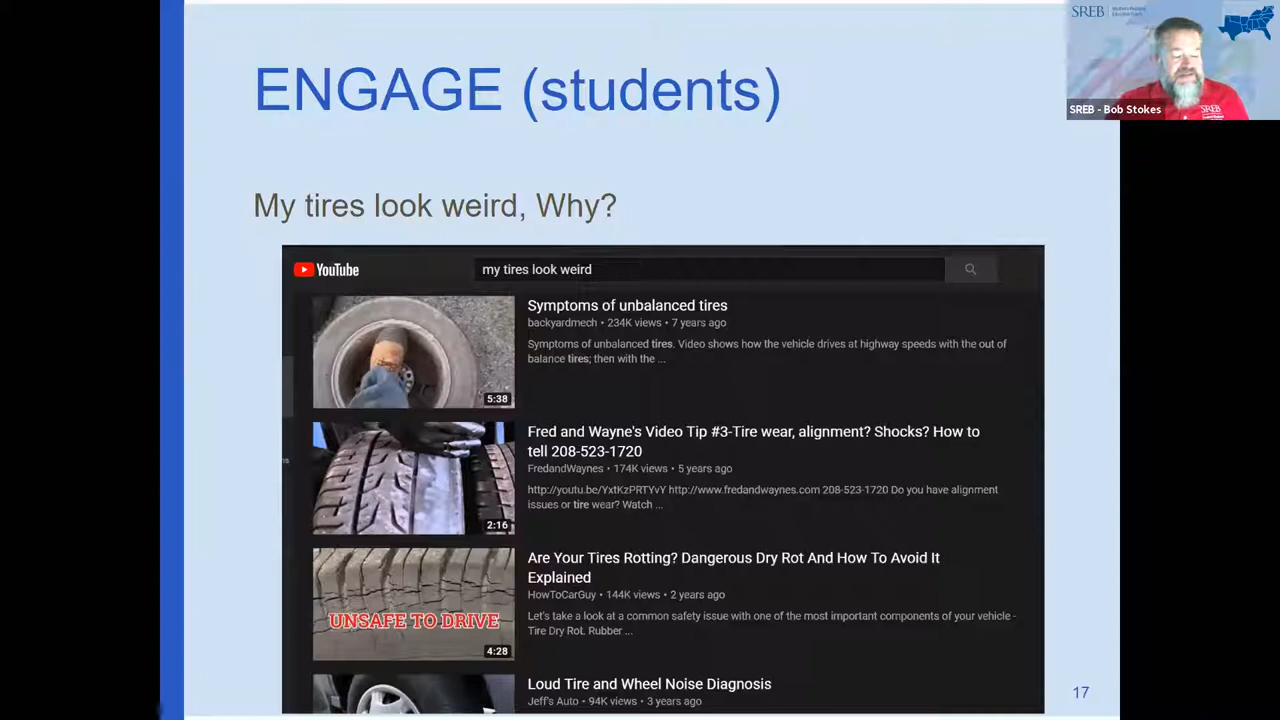 ENGAGE (students)
SREB
SREB - Bob Stokes
SREB
My tires look weird, Why?
YouTube
my tires look weird
Symptoms of unbalanced tires
backyardmech • 234K views • 7 years ago
Symptoms of unbalanced tires. Video shows how the vehicle drives at highway speeds with the out of
balance tires; then with the ...
5:38
Fred and Wayne's Video Tip #3-Tire wear, alignment? Shocks? How to
tell 208-523-1720
FredandWaynes • 174K views • 5 years ago
http://youtu.be/YxtKzPRTYvY http://www.fredandwaynes.com 208-523-1720 Do you have alignment
issues or tire wear? Watch ...
2:16
Are Your Tires Rotting? Dangerous Dry Rot And How To Avoid It
Explained
HowToCarGuy • 144K views • 2 years ago
Let's take a look at a common safety issue with one of the most important components of your vehicle -
Tire Dry Rot. Rubber ...
UNSAFE TO DRIVE
4:28
Loud Tire and Wheel Noise Diagnosis
Jeff's Auto • 94K views • 3 years ago
17